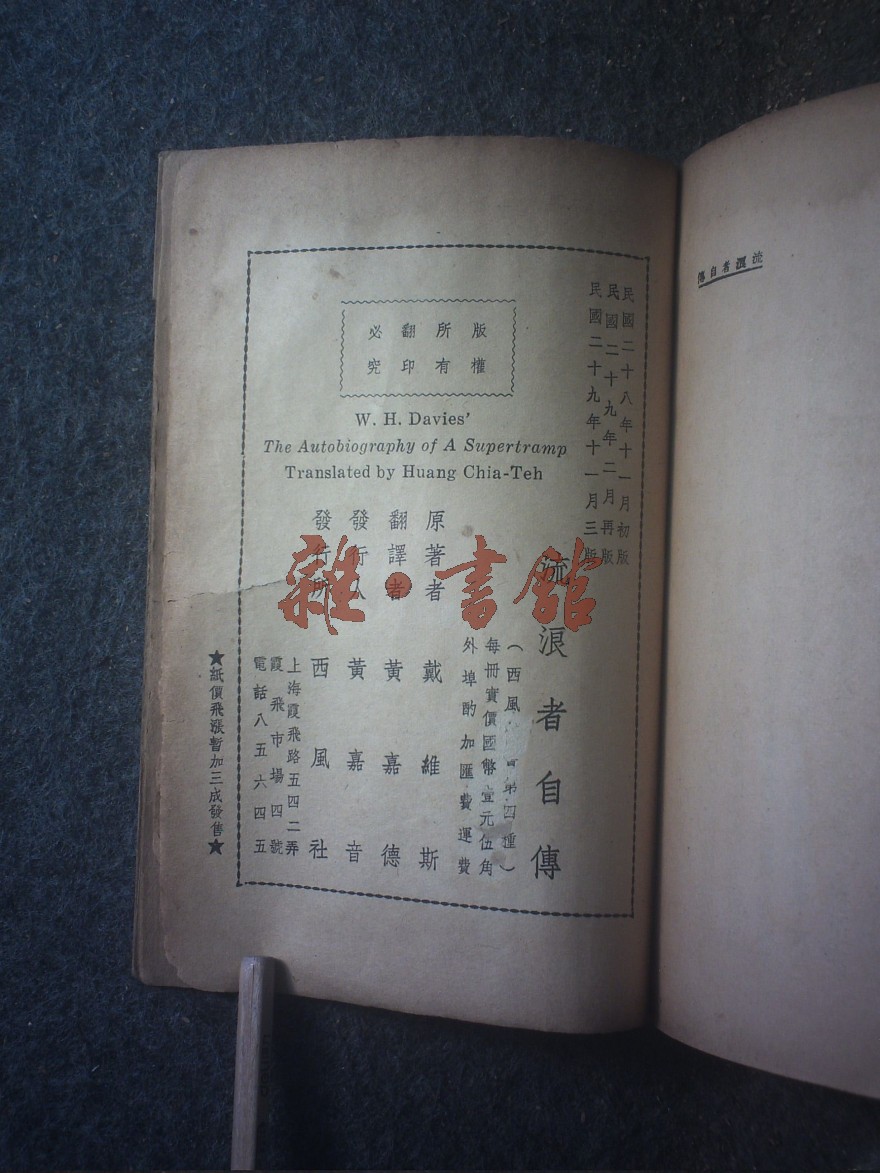 民國二十八年十一月初版
民國二十九年二月再版
民國二十九年十一月三版
版權
所有
翻印
必究
W. H. Davies'
The Autobiography of A Supertramp
Translated by Huang Chia-Teh
流浪者自傳
(西風 書第四種)
每冊實價國幣壹元伍角
外埠酌加匯費運費
原著者 戴維斯
翻譯者 黃嘉德
發行人 黃嘉音
發行所 西風社
上海霞飛路五四二弄
霞飛市場四號
電話八五六四五
★紙價飛漲暫加三成發售★
流浪者自傳
雜·書館